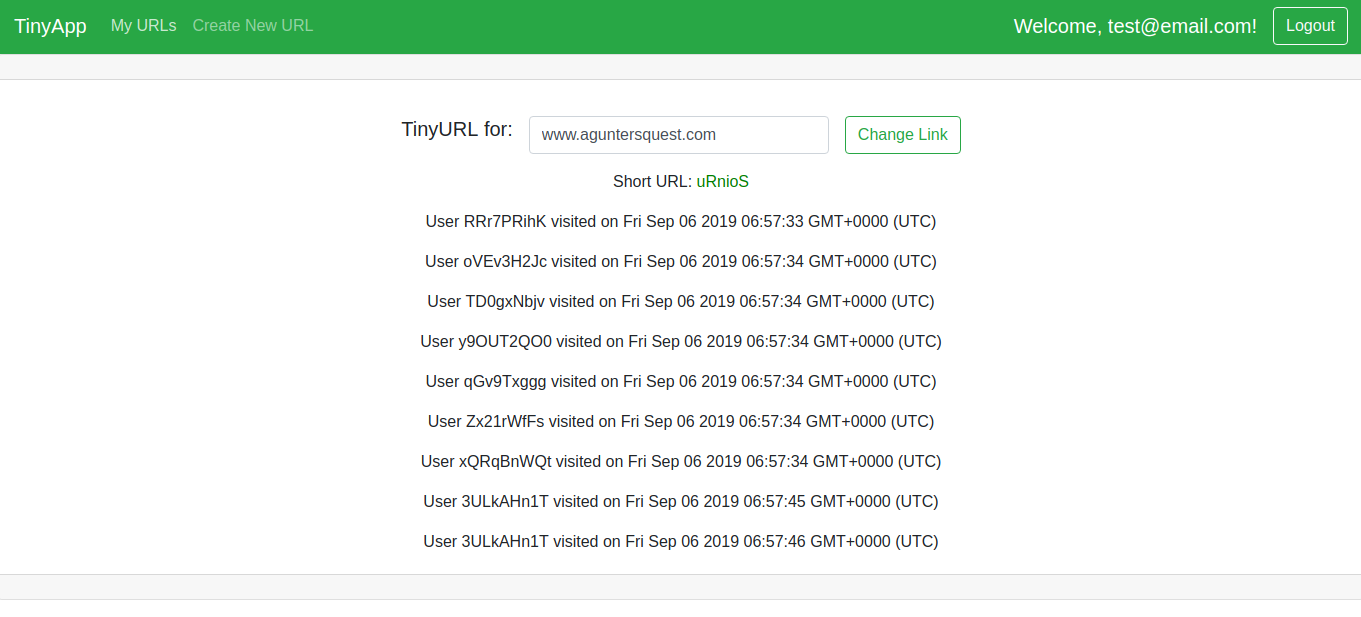 TinyApp My URLs Create New URL Welcome, test@email.com! Logout
TinyURL for: www.aguntersquest.com Change Link
Short URL: uRnioS
User RRr7PRihK visited on Fri Sep 06 2019 06:57:33 GMT+0000 (UTC)
User oVEv3H2Jc visited on Fri Sep 06 2019 06:57:34 GMT+0000 (UTC)
User TD0gxNbjv visited on Fri Sep 06 2019 06:57:34 GMT+0000 (UTC)
User y9OUT2QO0 visited on Fri Sep 06 2019 06:57:34 GMT+0000 (UTC)
User qGv9Txggg visited on Fri Sep 06 2019 06:57:34 GMT+0000 (UTC)
User Zx21rWfFs visited on Fri Sep 06 2019 06:57:34 GMT+0000 (UTC)
User xQRqBnWQt visited on Fri Sep 06 2019 06:57:34 GMT+0000 (UTC)
User 3ULkAHn1T visited on Fri Sep 06 2019 06:57:45 GMT+0000 (UTC)
User 3ULkAHn1T visited on Fri Sep 06 2019 06:57:46 GMT+0000 (UTC)